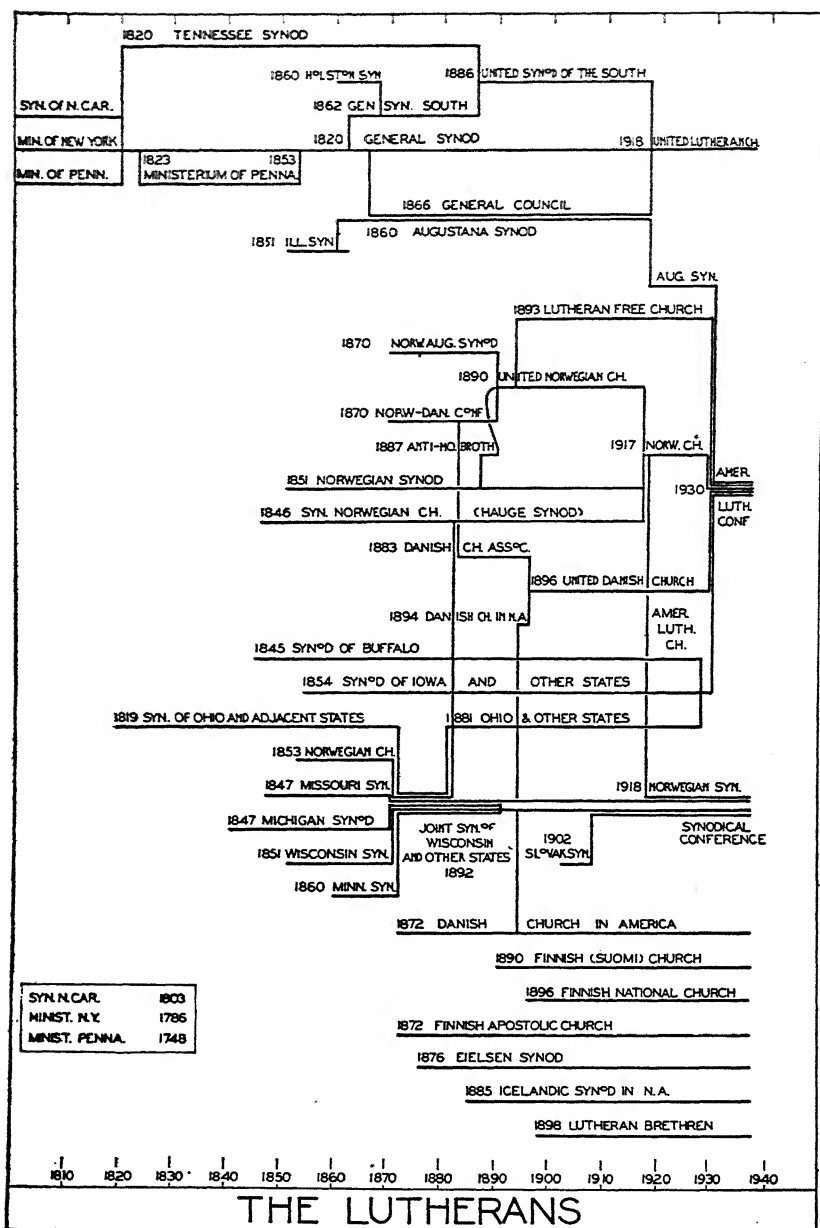 1820 TENNESSEE SYNOD
1860 HOLSTON SYN
1886 UNITED SYNOD OF THE SOUTH
SYN. OF N. CAR.
1862 GEN SYN. SOUTH
MIN. OF NEW YORK
1820 GENERAL SYNOD
1918 UNITED LUTHERAN CH.
1823
1853
MIN. OF PENN.
MINISTERIUM OF PENNA.
1866 GENERAL COUNCIL
1860 AUGUSTANA SYNOD
1851 ILL. SYN
AUG. SYN.
1893 LUTHERAN FREE CHURCH
1870 NORW. AUG. SYNOD
1890 UNITED NORWEGIAN CH.
1870 NORW-DAN. CONF
1887 ANTI-MO. BROTH
1917 NORW. CH.
1851 NORWEGIAN SYNOD
AMER.
1930
LUTH.
CONF
1846 SYN. NORWEGIAN CH. (HAUGE SYNOD)
1883 DANISH CH. ASSOC.
1896 UNITED DANISH CHURCH
1894 DANISH CH. IN N.A.
AMER.
LUTH.
CH.
1845 SYNOD OF BUFFALO
1854 SYNOD OF IOWA AND OTHER STATES
1819 SYN. OF OHIO AND ADJACENT STATES
1881 OHIO & OTHER STATES
1853 NORWEGIAN CH.
1847 MISSOURI SYN.
1918 NORWEGIAN SYN.
1847 MICHIGAN SYNOD
JOINT SYN. OF
WISCONSIN
AND OTHER STATES
1892
SYNODICAL
CONFERENCE
1902
SLOVAK SYN.
1851 WISCONSIN SYN.
1860 MINN. SYN.
1872 DANISH CHURCH IN AMERICA
1890 FINNISH (SUOMI) CHURCH
1896 FINNISH NATIONAL CHURCH
SYN. N. CAR. 1803
MINIST. N.Y. 1786
MINIST. PENNA. 1748
1872 FINNISH APOSTOLIC CHURCH
1876 EIELSEN SYNOD
1885 ICELANDIC SYNOD IN N.A.
1898 LUTHERAN BRETHREN
1810 1820 1830 1840 1850 1860 1870 1880 1890 1900 1910 1920 1930 1940
THE LUTHERANS